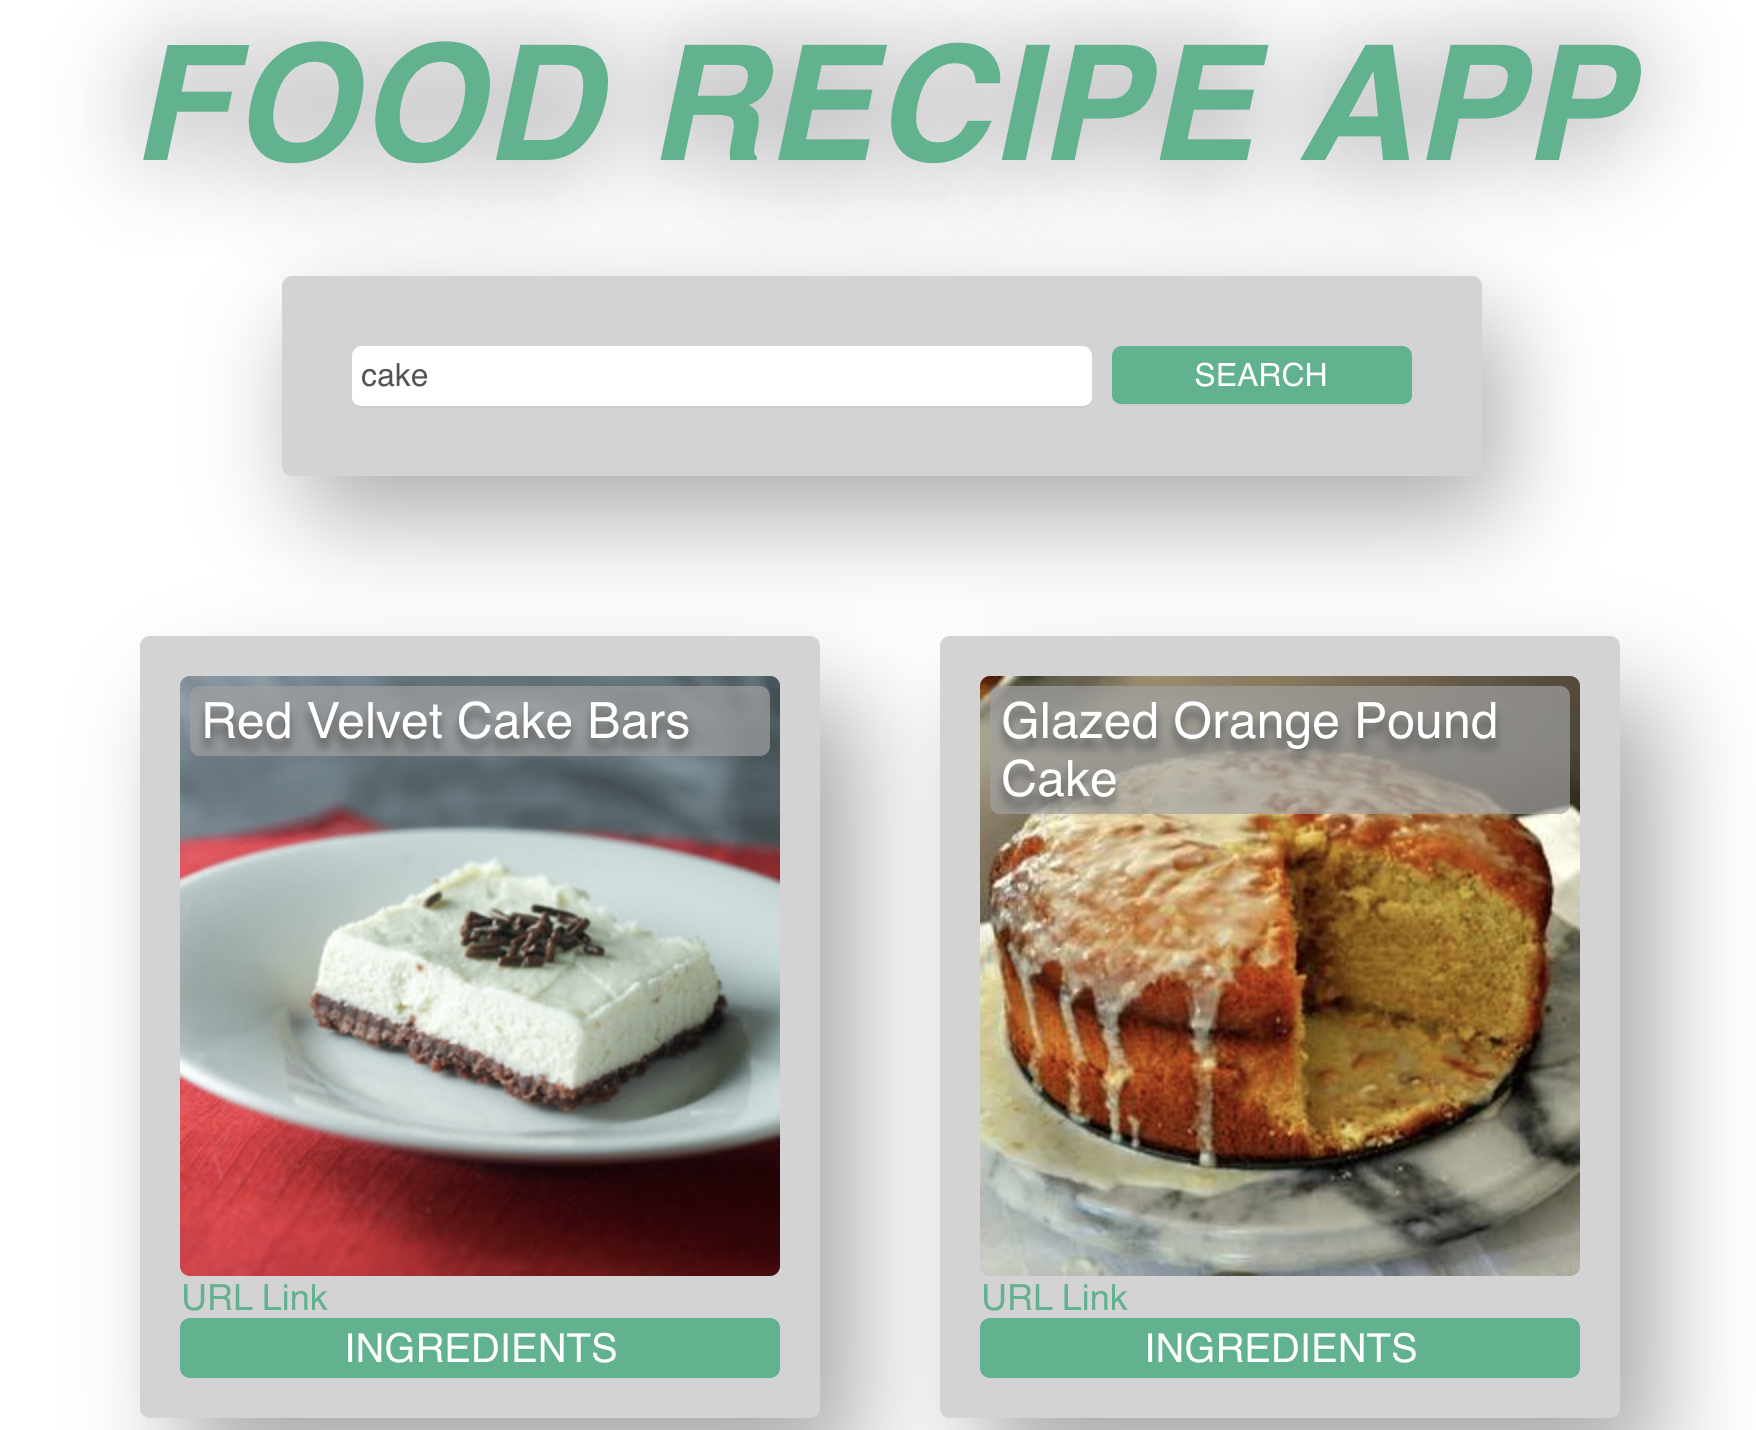 FOOD RECIPE APP
cake
SEARCH
Red Velvet Cake Bars
URL Link
INGREDIENTS
Glazed Orange Pound
Cake
URL Link
INGREDIENTS